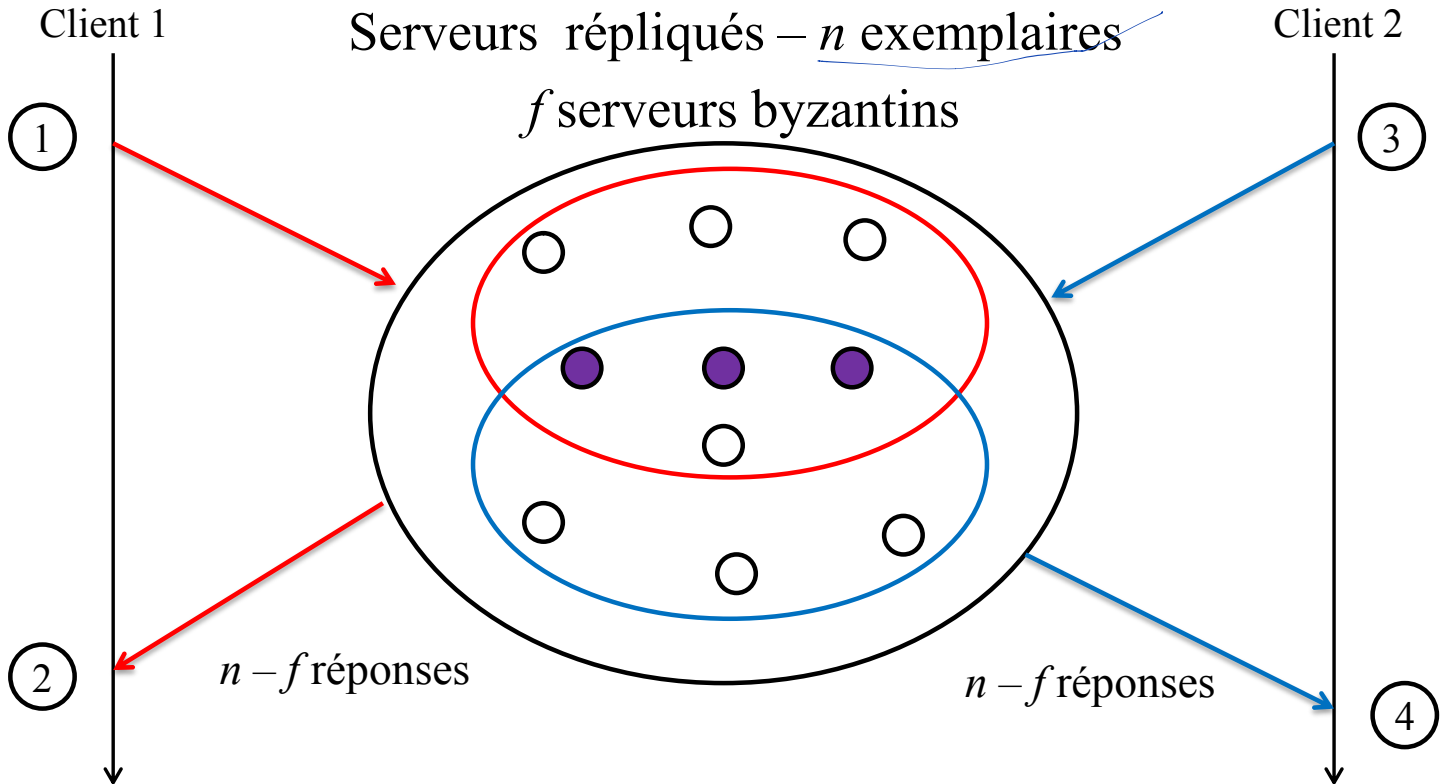 Client 1
Serveurs répliqués – n exemplaires
Client 2
f serveurs byzantins
1
3
2
n – f réponses
n – f réponses
4